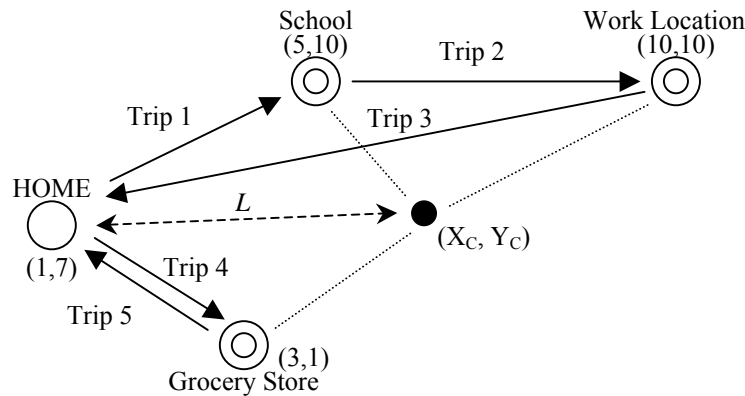 School
(5,10)
Work Location
(10,10)
Trip 2
Trip 1
Trip 3
HOME
L
(X_C, Y_C)
(1,7)
Trip 4
Trip 5
(3,1)
Grocery Store